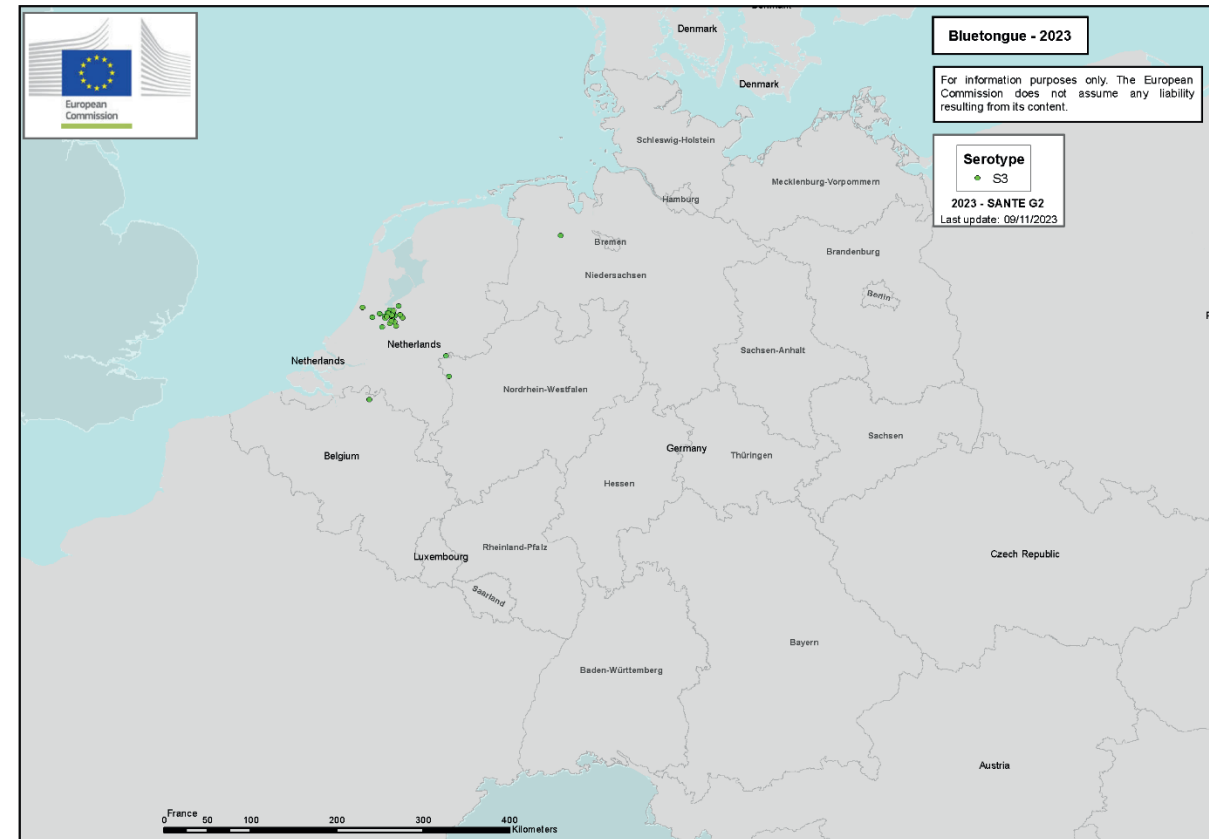 Denmark
Denmark
Denmark
Denmark
European
Commission
Bluetongue - 2023
For information purposes only. The European
Commission does not assume any liability
resulting from its content.
Serotype
S3
2023 - SANTE G2
Last update: 09/11/2023
Schleswig-Holstein
Mecklenburg-Vorpommern
Hamburg
Bremen
Brandenburg
Niedersachsen
Berlin
Netherlands
Netherlands
Sachsen-Anhalt
Nordrhein-Westfalen
Sachsen
Belgium
Germany
Thüringen
Hessen
Rheinland-Pfalz
Luxembourg
Czech Republic
Saarland
Bayern
Baden-Württemberg
Austria
France
0 50 100 200 300 400
Kilometers